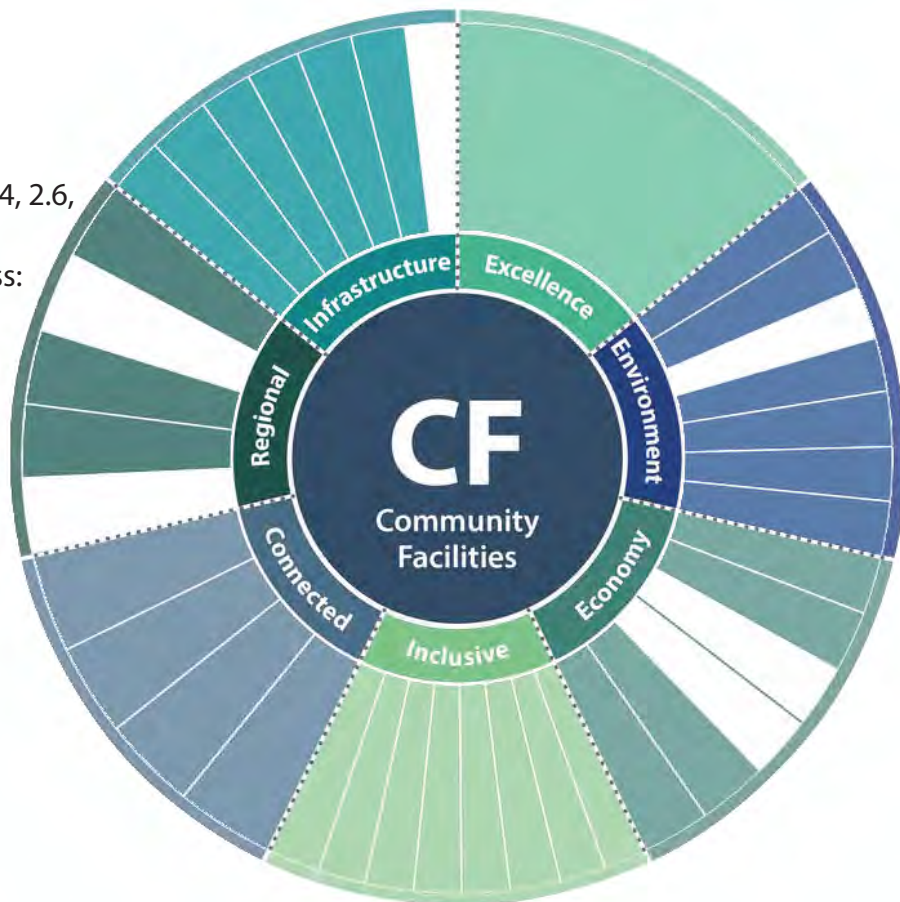 4, 2.6,
ss:
Infrastructure
Excellence
Environment
Economy
Inclusive
Connected
Regional
CF
Community
Facilities